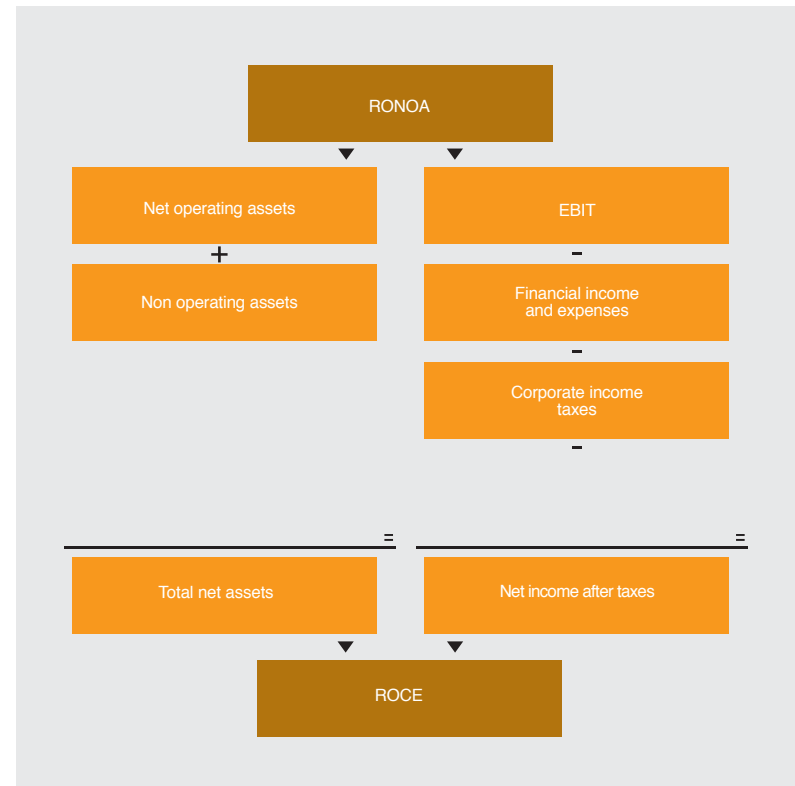 RONOA
Net operating assets
+
Non operating assets
=
Total net assets
EBIT
-
Financial income
and expenses
-
Corporate income
taxes
-
=
Net income after taxes
ROCE